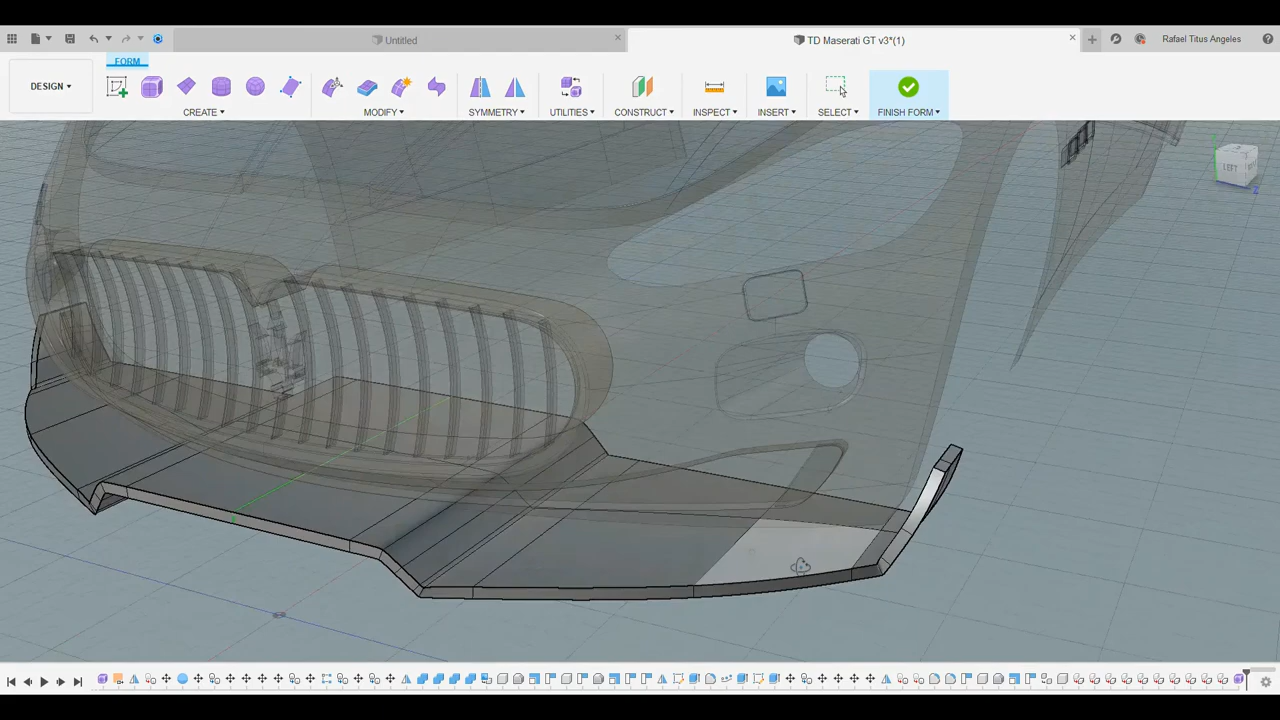 Untitled
TD Maserati GT v3*(1)
Rafael Titus Angeles
FORM
DESIGN
CREATE
MODIFY
SYMMETRY
UTILITIES
CONSTRUCT
INSPECT
INSERT
SELECT
FINISH FORM
LEFT